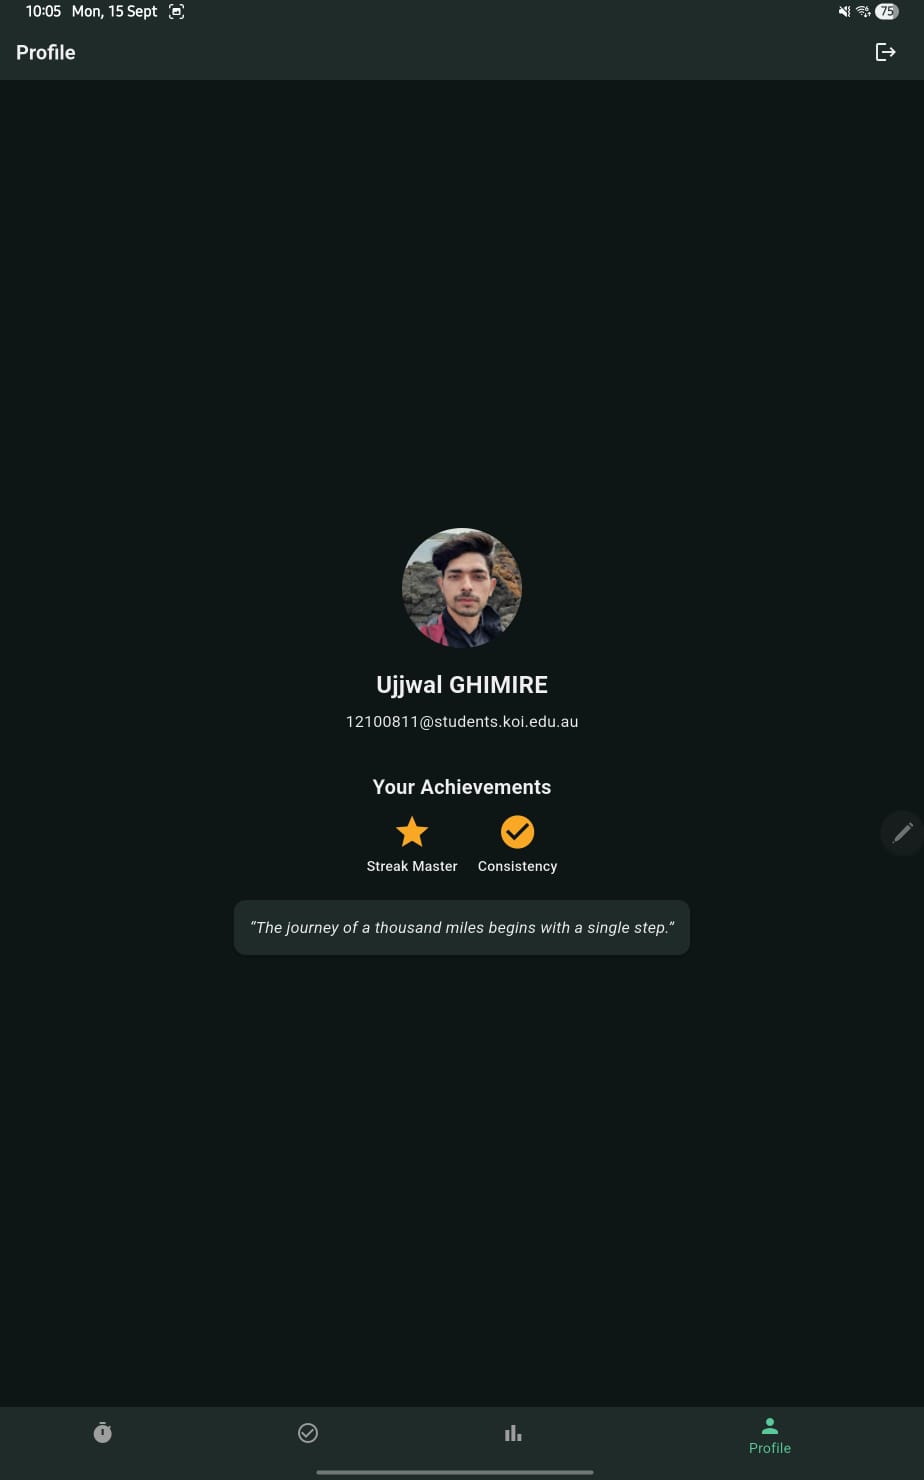 10:05 Mon, 15 Sept
75
Profile
Ujjwal GHIMIRE
12100811@students.koi.edu.au
Your Achievements
Streak Master Consistency
“The journey of a thousand miles begins with a single step.”
Profile